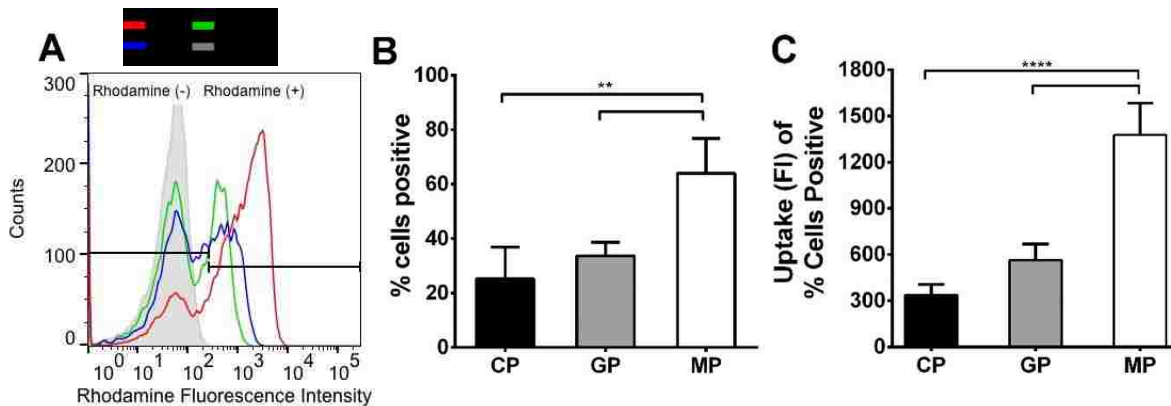 A
Rhodamine (-) Rhodamine (+)
300
200
100
0
Counts
10^0 10^1 10^2 10^3 10^4 10^5
Rhodamine Fluorescence Intensity
B
**
100
80
60
40
20
0
% cells positive
CP GP MP
C
****
1800
1500
1200
900
600
300
0
Uptake (FI) of
% Cells Positive
CP GP MP